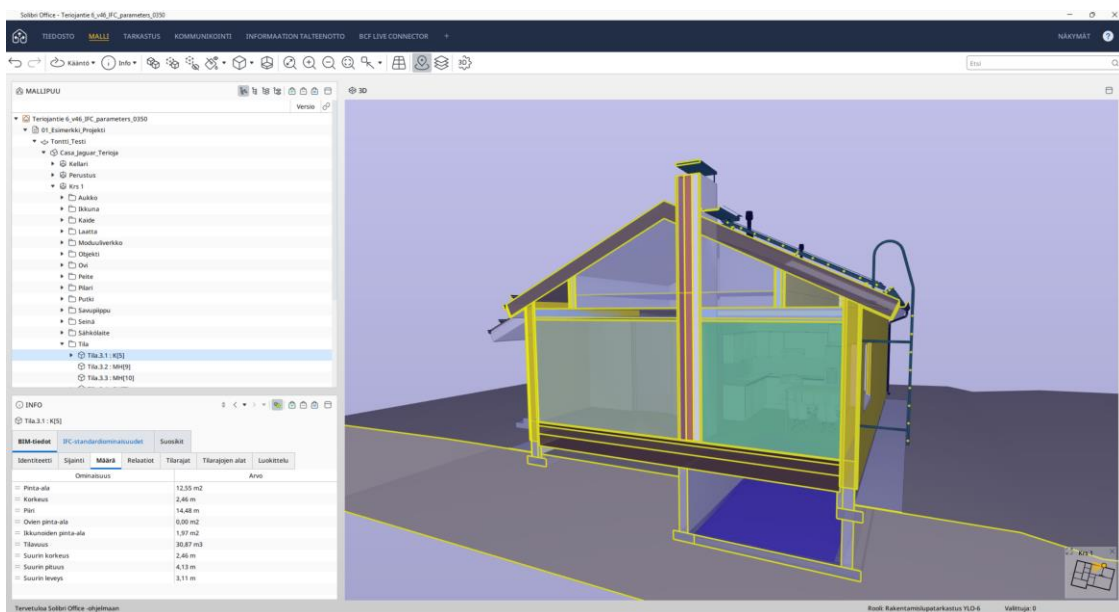 Solibri Office - Teriojantie 6_v46_IFC_parameters_0350
TIEDOSTO MALLI TARKASTUS KOMMUNIKOINTI INFORMAATION TALTEENOTTO BCF LIVE CONNECTOR + NÄKYMÄT ?
Kääntö Info 3D Etsi
MALLIPUU
Versio
Teriojantie 6_v46_IFC_parameters_0350
01_Esimerkki_Projekti
Tontti_Testi
Casa_Jaguar_Terioja
Kellari
Perustus
Krs 1
Aukko
Ikkuna
Kaide
Laatta
Moduuliverkko
Objekti
Ovi
Peite
Pilari
Putki
Savupiippu
Seinä
Sähkölaite
Tila
Tila.3.1 : K[5]
Tila.3.2 : MH[9]
Tila.3.3 : MH[10]
INFO
Tila.3.1 : K[5]
BIM-tiedot IFC-standardiominaisuudet Suosikit
Identiteetti Sijainti Määrä Relaatiot Tilarajat Tilarajojen alat Luokittelu
Ominaisuus Arvo
Pinta-ala 12,55 m2
Korkeus 2,46 m
Piiri 14,48 m
Ovien pinta-ala 0,00 m2
Ikkunoiden pinta-ala 1,97 m2
Tilavuus 30,87 m3
Suurin korkeus 2,46 m
Suurin pituus 4,13 m
Suurin leveys 3,11 m
3D
Krs 1
Tervetuloa Solibri Office -ohjelmaan Rooli: Rakentamislupatarkastus YLO-6 Valittuja: 0